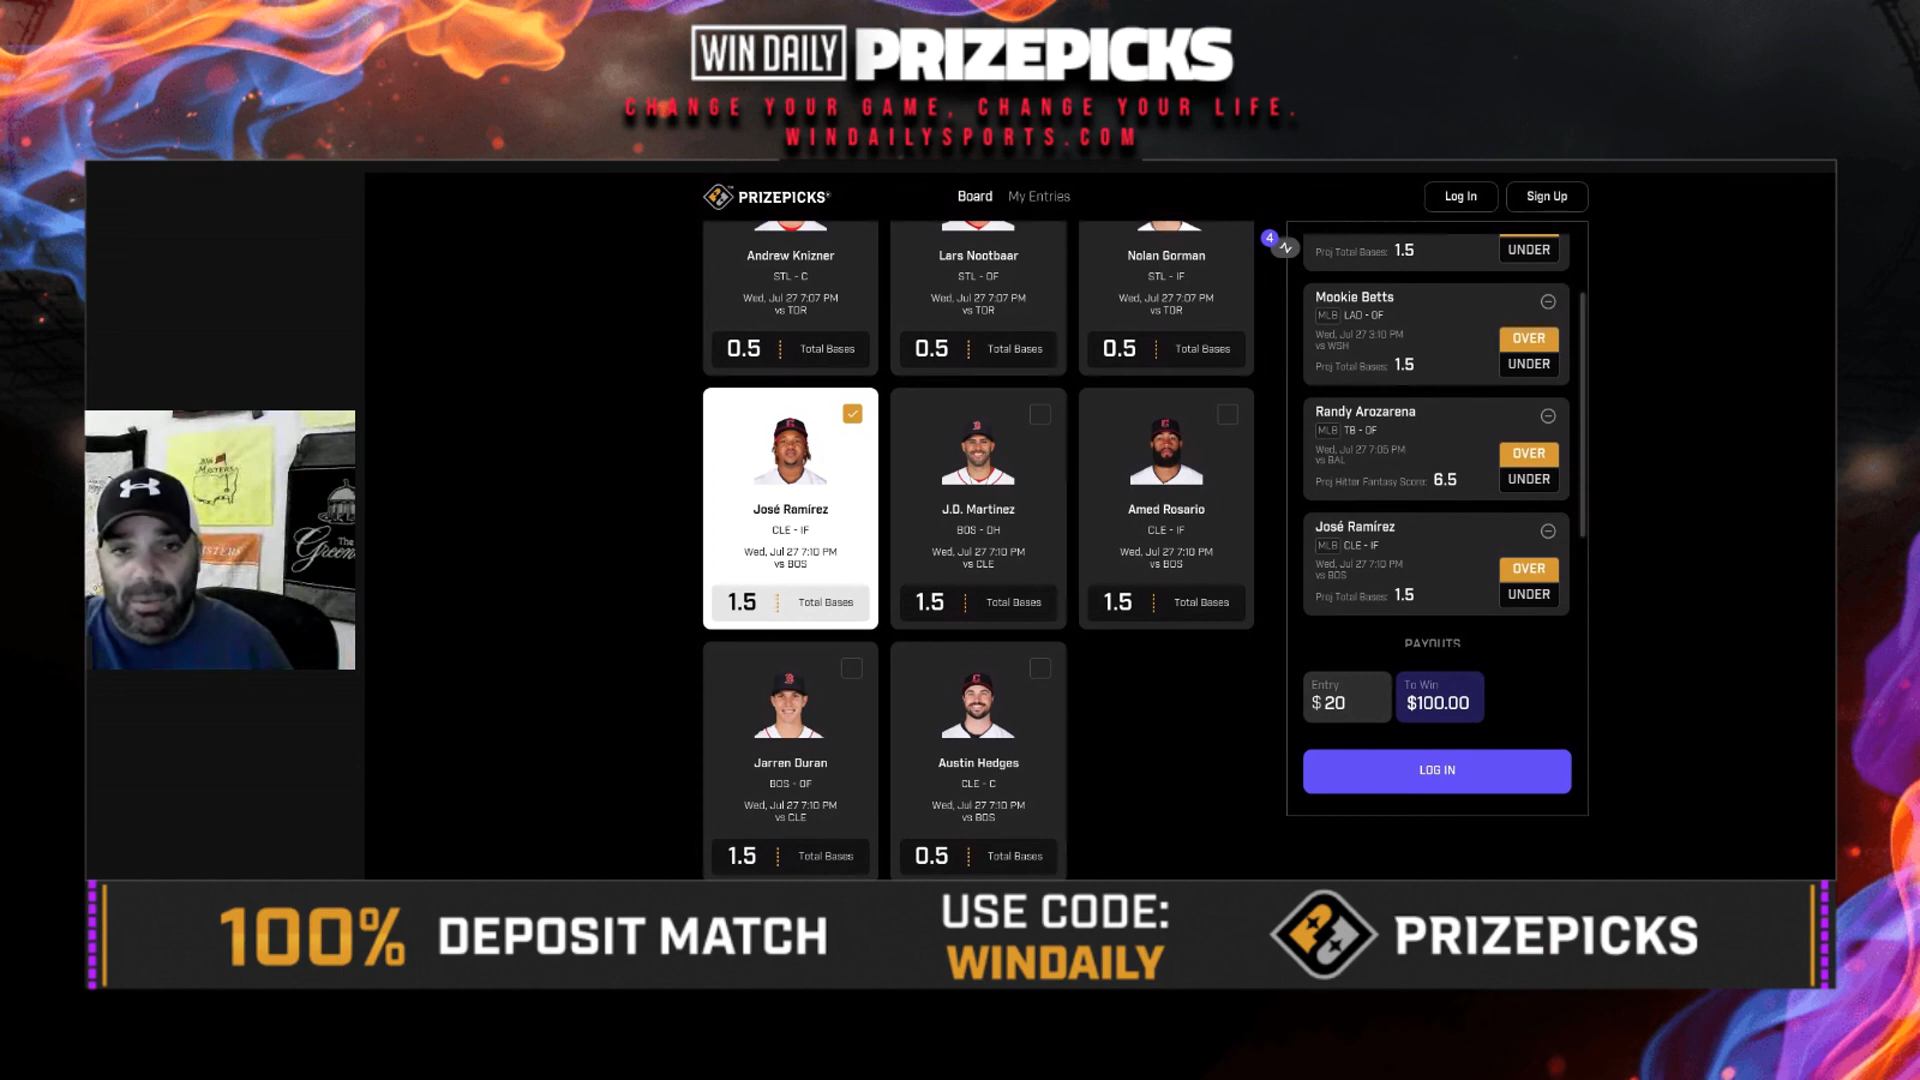 WIN DAILY PRIZEPICKS
CHANGE YOUR GAME, CHANGE YOUR LIFE.
WINDAILYSPORTS.COM
PRIZEPICKS
Board My Entries
Log In Sign Up
Andrew Knizner
STL - C
Wed, Jul 27 7:07 PM
vs TOR
0.5 Total Bases
Lars Nootbaar
STL - OF
Wed, Jul 27 7:07 PM
vs TOR
0.5 Total Bases
Nolan Gorman
STL - IF
Wed, Jul 27 7:07 PM
vs TOR
0.5 Total Bases
José Ramírez
CLE - IF
Wed, Jul 27 7:10 PM
vs BOS
1.5 Total Bases
J.D. Martinez
BOS - DH
Wed, Jul 27 7:10 PM
vs CLE
1.5 Total Bases
Amed Rosario
CLE - IF
Wed, Jul 27 7:10 PM
vs BOS
1.5 Total Bases
Jarren Duran
BOS - OF
Wed, Jul 27 7:10 PM
vs CLE
1.5 Total Bases
Austin Hedges
CLE - C
Wed, Jul 27 7:10 PM
vs BOS
0.5 Total Bases
4
Proj Total Bases: 1.5
UNDER
Mookie Betts
MLB LAD - OF
Wed, Jul 27 3:10 PM
vs WSH
Proj Total Bases: 1.5
OVER
UNDER
Randy Arozarena
MLB TB - OF
Wed, Jul 27 7:05 PM
vs BAL
Proj Hitter Fantasy Score: 6.5
OVER
UNDER
José Ramírez
MLB CLE - IF
Wed, Jul 27 7:10 PM
vs BOS
Proj Total Bases: 1.5
OVER
UNDER
PAYOUTS
Entry
$ 20
To Win
$100.00
LOG IN
MASTERS
The
Green
100% DEPOSIT MATCH
USE CODE:
WINDAILY
PRIZEPICKS